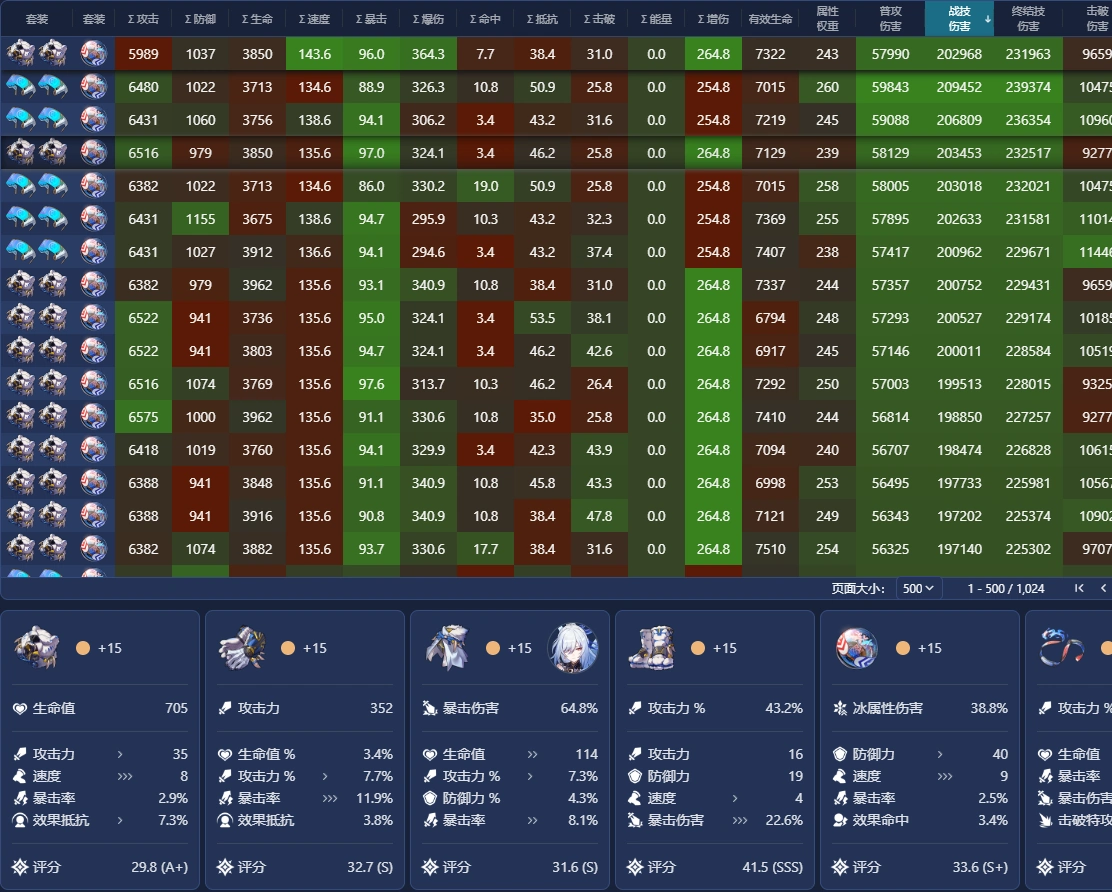 套装 套装 Σ 攻击 Σ 防御 Σ 生命 Σ 速度 Σ 暴击 Σ 爆伤 Σ 命中 Σ 抵抗 Σ 击破 Σ 能量 Σ 增伤 有效生命 属性权重 普攻伤害 战技伤害 ↓ 终结技伤害 击破伤害
5989 1037 3850 143.6 96.0 364.3 7.7 38.4 31.0 0.0 264.8 7322 243 57990 202968 231963 9659
6480 1022 3713 134.6 88.9 326.3 10.8 50.9 25.8 0.0 254.8 7015 260 59843 209452 239374 10475
6431 1060 3756 138.6 94.1 306.2 3.4 43.2 31.6 0.0 254.8 7219 245 59088 206809 236354 10960
6516 979 3850 135.6 97.0 324.1 3.4 46.2 25.8 0.0 264.8 7129 239 58129 203453 232517 9277
6382 1022 3713 134.6 86.0 330.2 19.0 50.9 25.8 0.0 254.8 7015 258 58005 203018 232021 10475
6431 1155 3675 138.6 94.7 295.9 10.3 43.2 32.3 0.0 254.8 7369 255 57895 202633 231581 11014
6431 1027 3912 136.6 94.1 294.6 3.4 43.2 37.4 0.0 254.8 7407 238 57417 200962 229671 11446
6382 979 3962 135.6 93.1 340.9 10.8 38.4 31.0 0.0 264.8 7337 244 57357 200752 229431 9659
6522 941 3736 135.6 95.0 324.1 3.4 53.5 38.1 0.0 264.8 6794 248 57293 200527 229174 10185
6522 941 3803 135.6 94.7 324.1 3.4 46.2 42.6 0.0 264.8 6917 245 57146 200011 228584 10519
6516 1074 3769 135.6 97.6 313.7 10.3 46.2 26.4 0.0 264.8 7292 250 57003 199513 228015 9325
6575 1000 3962 135.6 91.1 330.6 10.8 35.0 25.8 0.0 264.8 7410 244 56814 198850 227257 9277
6418 1019 3760 135.6 94.1 329.9 3.4 42.3 43.9 0.0 264.8 7094 240 56707 198474 226828 10615
6388 941 3848 135.6 91.1 340.9 10.8 45.8 43.3 0.0 264.8 6998 253 56495 197733 225981 10567
6388 941 3916 135.6 90.8 340.9 10.8 38.4 47.8 0.0 264.8 7121 249 56343 197202 225374 10902
6382 1074 3882 135.6 93.7 330.6 17.7 38.4 31.6 0.0 264.8 7510 254 56325 197140 225302 9707
页面大小: 500 1 - 500 / 1,024
+15
生命值 705
攻击力 › 35
速度 ››› 8
暴击率 2.9%
效果抵抗 › 7.3%
评分 29.8 (A+)
+15
攻击力 352
生命值 % 3.4%
攻击力 % › 7.7%
暴击率 ››› 11.9%
效果抵抗 3.8%
评分 32.7 (S)
+15
暴击伤害 64.8%
生命值 ›› 114
攻击力 % › 7.3%
防御力 % 4.3%
暴击率 ›› 8.1%
评分 31.6 (S)
+15
攻击力 % 43.2%
攻击力 16
防御力 19
速度 › 4
暴击伤害 ››› 22.6%
评分 41.5 (SSS)
+15
冰属性伤害 38.8%
防御力 › 40
速度 ››› 9
暴击率 2.5%
效果命中 3.4%
评分 33.6 (S+)
攻击力 %
生命值
暴击率
暴击伤害
击破特攻
评分